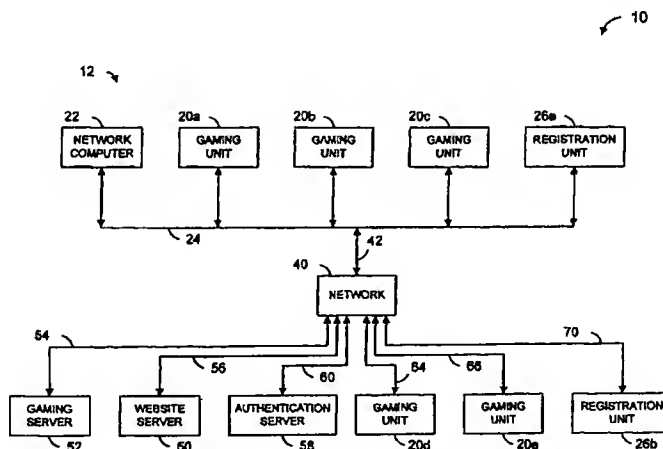 10
12
22
20a
20b
20c
26a
NETWORK
COMPUTER
GAMING
UNIT
GAMING
UNIT
GAMING
UNIT
REGISTRATION
UNIT
24
42
40
NETWORK
54
56
60
64
66
70
GAMING
SERVER
WEBSITE
SERVER
AUTHENTICATION
SERVER
GAMING
UNIT
GAMING
UNIT
REGISTRATION
UNIT
52
50
58
20d
20e
26b